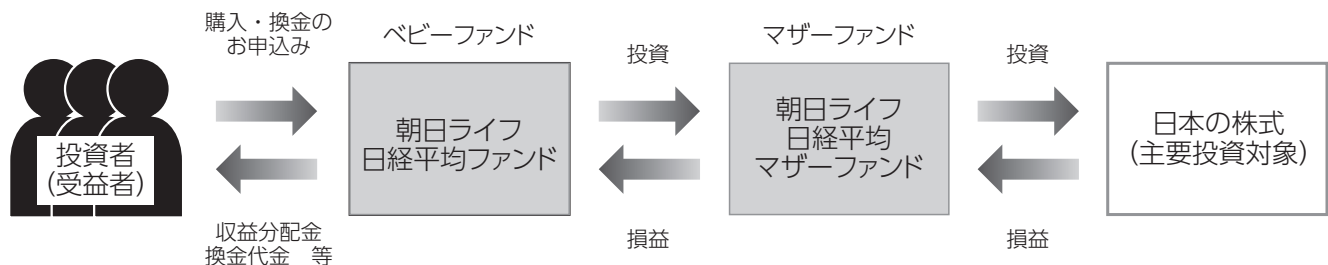 購入・換金の
お申込み
ベビーファンド
投資
マザーファンド
投資
投資者
(受益者)
朝日ライフ
日経平均ファンド
朝日ライフ
日経平均
マザーファンド
日本の株式
(主要投資対象)
収益分配金
換金代金　等
損益
損益